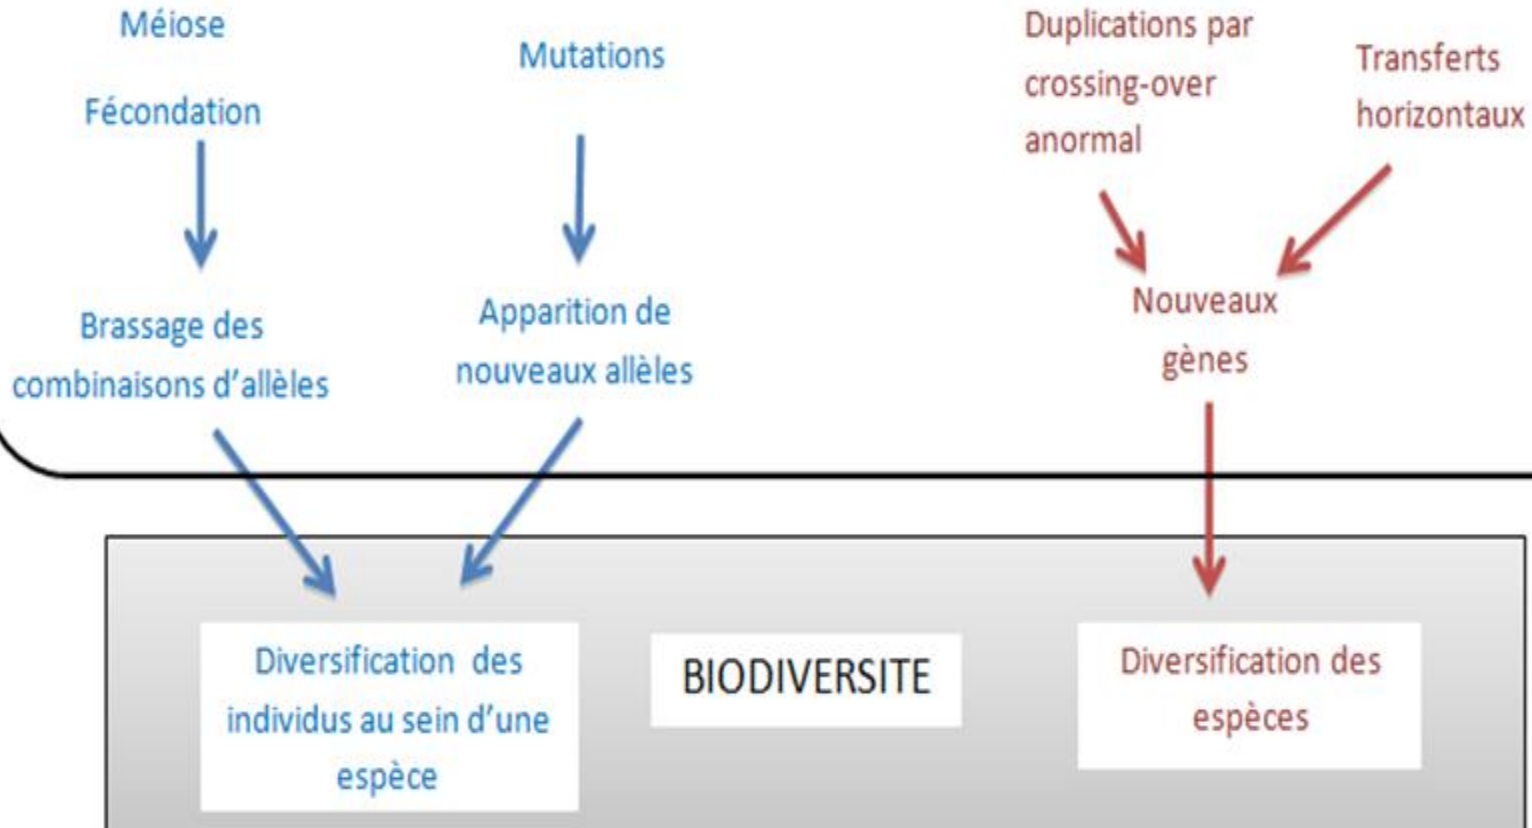 Méiose
Fécondation
Mutations
Duplications par
crossing-over
anormal
Transferts
horizontaux
Brassage des
combinaisons d'allèles
Apparition de
nouveaux allèles
Nouveaux
gènes
Diversification des
individus au sein d'une
espèce
BIODIVERSITE
Diversification des
espèces